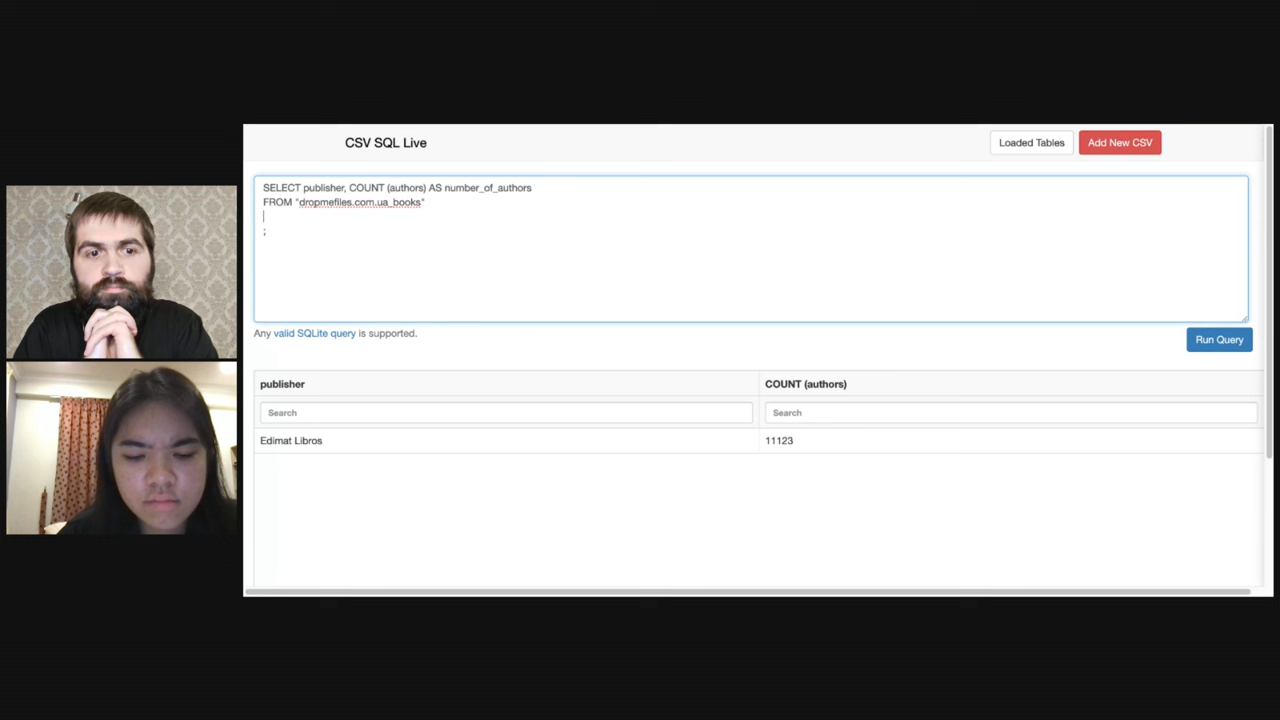 CSV SQL Live
Loaded Tables
Add New CSV
SELECT publisher, COUNT (authors) AS number_of_authors
FROM "dropmefiles.com.ua_books"
;
Any valid SQLite query is supported.
Run Query
publisher
COUNT (authors)
Search
Search
Edimat Libros
11123